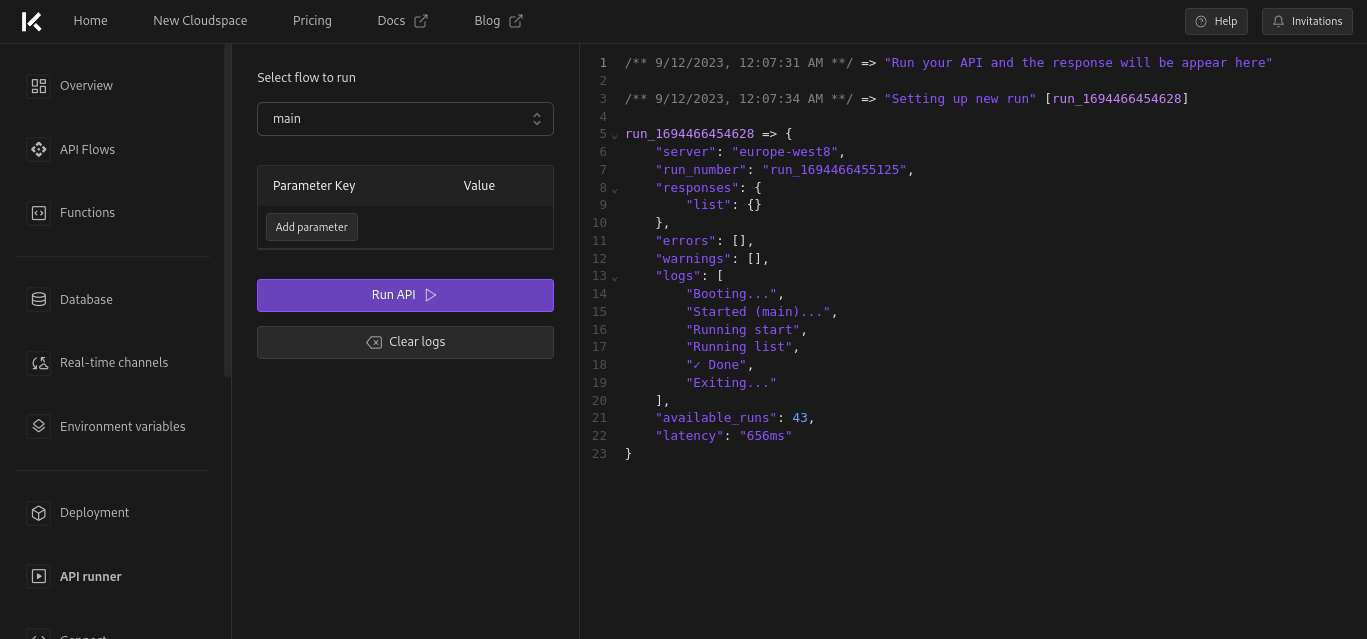 Home New Cloudspace Pricing Docs Blog Help Invitations
Overview
API Flows
Functions
Database
Real-time channels
Environment variables
Deployment
API runner
Connect
Select flow to run
main
Parameter Key Value
Add parameter
Run API
Clear logs
1 /** 9/12/2023, 12:07:31 AM **/ => "Run your API and the response will be appear here"
2
3 /** 9/12/2023, 12:07:34 AM **/ => "Setting up new run" [run_1694466454628]
4
5 run_1694466454628 => {
6 "server": "europe-west8",
7 "run_number": "run_1694466455125",
8 "responses": {
9 "list": {}
10 },
11 "errors": [],
12 "warnings": [],
13 "logs": [
14 "Booting...",
15 "Started (main)...",
16 "Running start",
17 "Running list",
18 "✓ Done",
19 "Exiting..."
20 ],
21 "available_runs": 43,
22 "latency": "656ms"
23 }